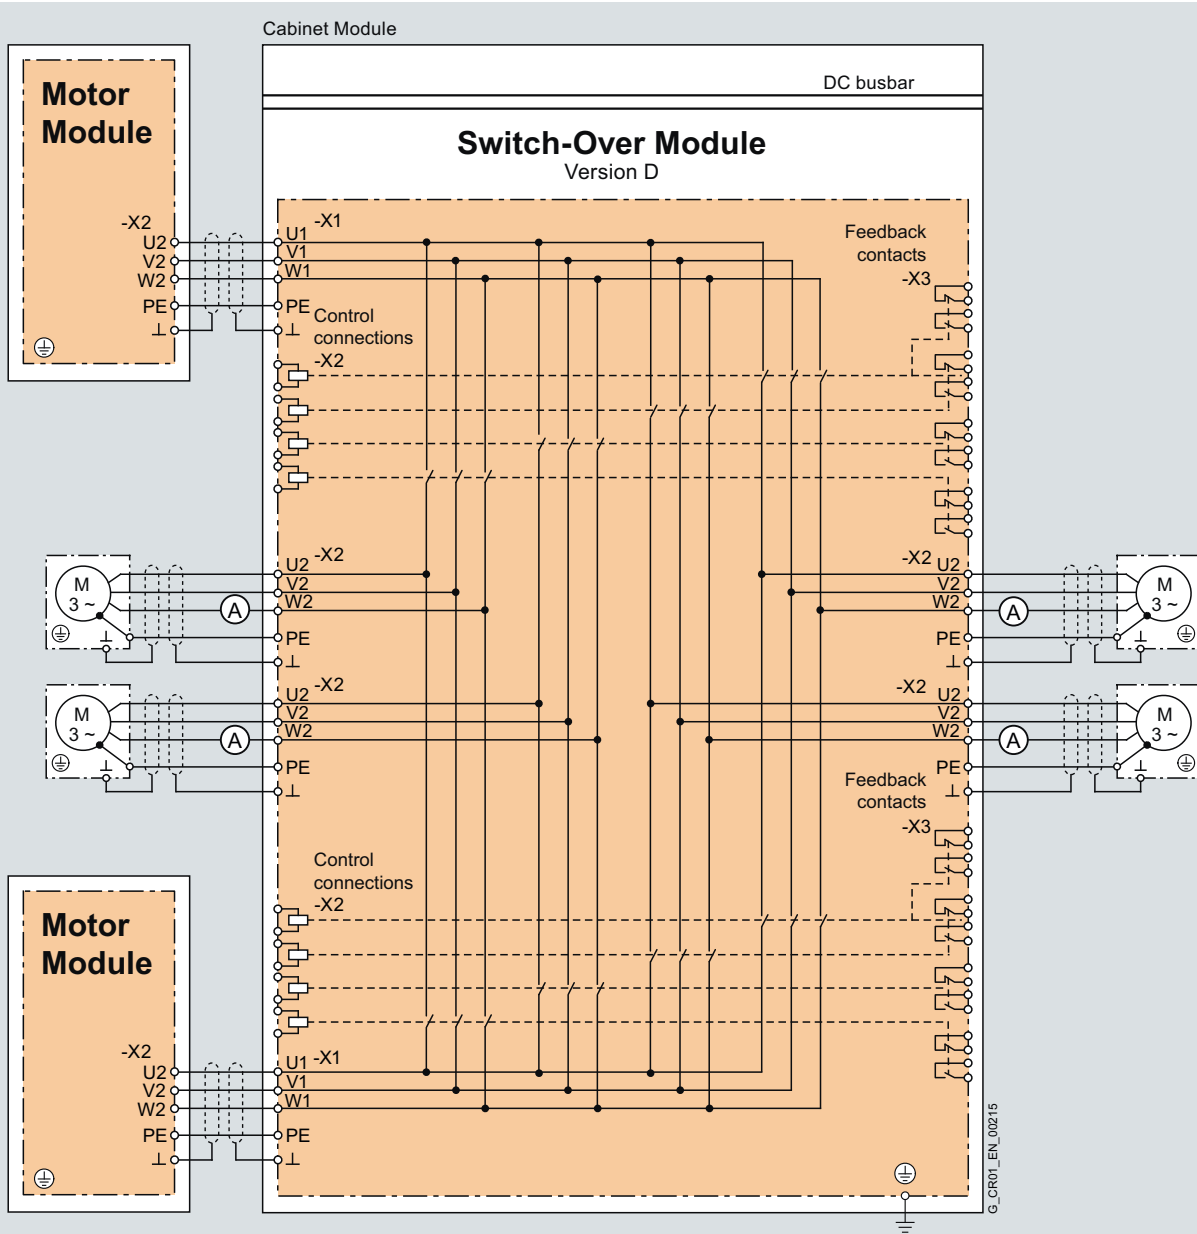 Cabinet Module
DC busbar
Motor
Module
Switch-Over Module
Version D
-X2
U2
V2
W2
PE
-X1
U1
V1
W1
PE
Feedback
contacts
-X3
Control
connections
-X2
M
3 ~
A
U2
-X2
V2
W2
PE
-X2
U2
V2
W2
PE
A
M
3 ~
M
3 ~
A
U2
-X2
V2
W2
PE
-X2
U2
V2
W2
PE
A
M
3 ~
Feedback
contacts
-X3
Control
connections
-X2
Motor
Module
-X2
U2
V2
W2
PE
U1
-X1
V1
W1
PE
G_CR01_EN_00215